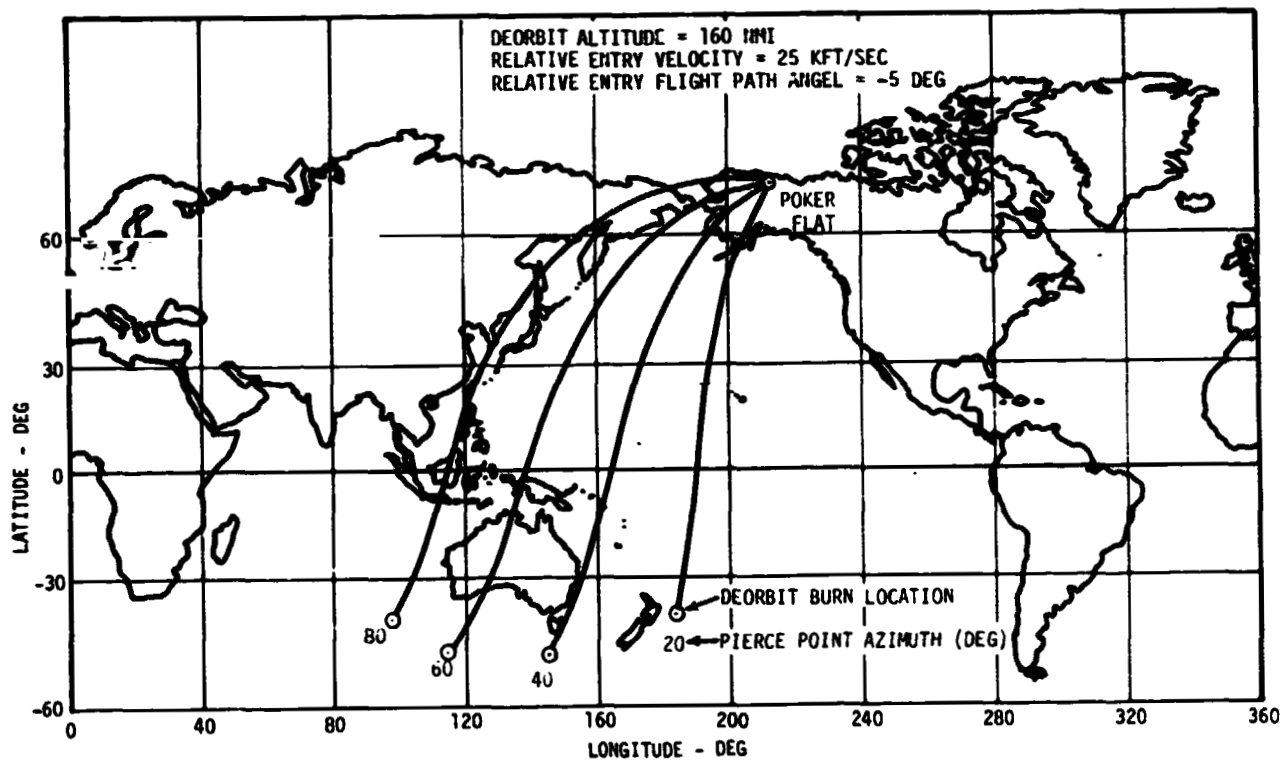 DEORBIT ALTITUDE = 160 NMI
RELATIVE ENTRY VELOCITY = 25 KFT/SEC
RELATIVE ENTRY FLIGHT PATH ANGEL = -5 DEG
POKER
FLAT
60
30
0
-30
-60
LATITUDE - DEG
DEORBIT BURN LOCATION
80
60
40
20
PIERCE POINT AZIMUTH (DEG)
0
40
80
120
160
200
240
280
320
360
LONGITUDE - DEG